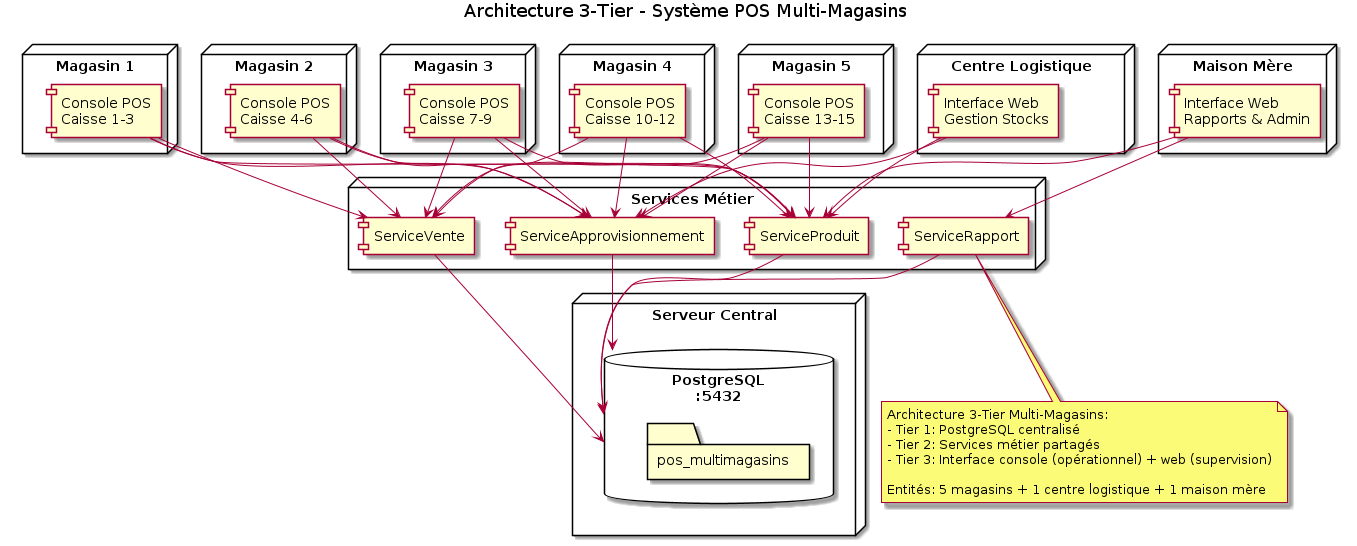 Architecture 3-Tier - Système POS Multi-Magasins
Magasin 1
Console POS
Caisse 1-3
Magasin 2
Console POS
Caisse 4-6
Magasin 3
Console POS
Caisse 7-9
Magasin 4
Console POS
Caisse 10-12
Magasin 5
Console POS
Caisse 13-15
Centre Logistique
Interface Web
Gestion Stocks
Maison Mère
Interface Web
Rapports & Admin
Services Métier
ServiceVente
ServiceApprovisionnement
ServiceProduit
ServiceRapport
Serveur Central
PostgreSQL
:5432
pos_multimagasins
Architecture 3-Tier Multi-Magasins:
- Tier 1: PostgreSQL centralisé
- Tier 2: Services métier partagés
- Tier 3: Interface console (opérationnel) + web (supervision)
Entités: 5 magasins + 1 centre logistique + 1 maison mère